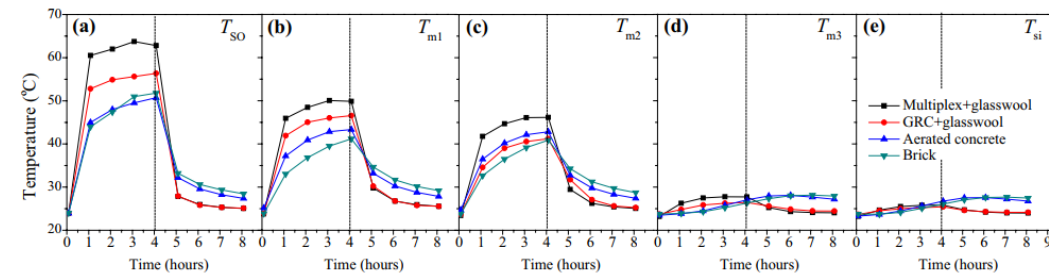 70
60
50
40
30
20
Temperature (°C)
(a) T_SO
(b) T_m1
(c) T_m2
(d) T_m3
(e) T_si
Multiplex+glasswool
GRC+glasswool
Aerated concrete
Brick
0 1 2 3 4 5 6 7 8
0 1 2 3 4 5 6 7 8
0 1 2 3 4 5 6 7 8
0 1 2 3 4 5 6 7 8
0 1 2 3 4 5 6 7 8 9
Time (hours)
Time (hours)
Time (hours)
Time (hours)
Time (hours)